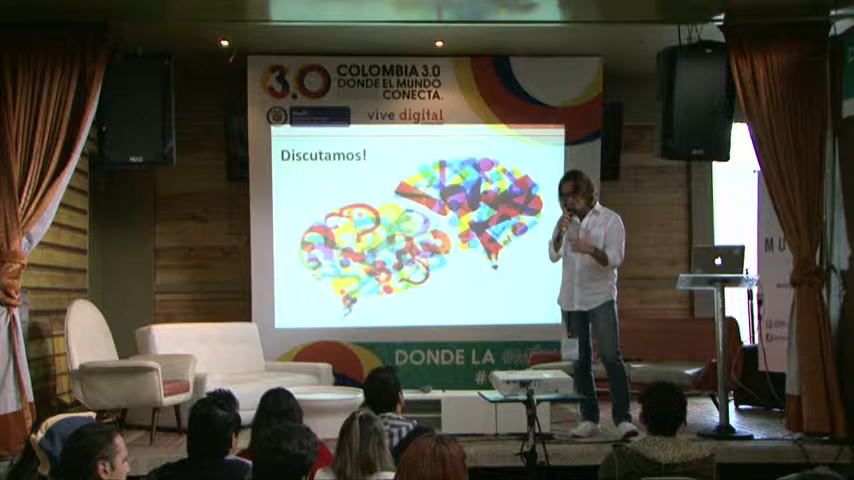 3.0
COLOMBIA 3.0
DONDE EL MUNDO
CONECTA.
vive digital
Discutamos!
DONDE LA